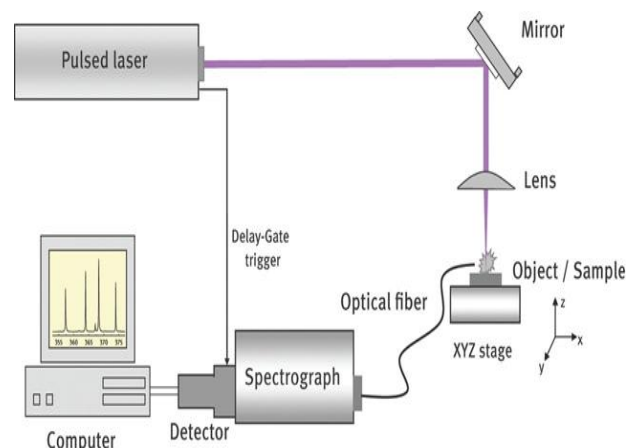 Pulsed laser
Mirror
Lens
Delay-Gate
trigger
Object / Sample
Optical fiber
z
x
y
XYZ stage
355 360 365 370 375
Spectrograph
Detector
Computer